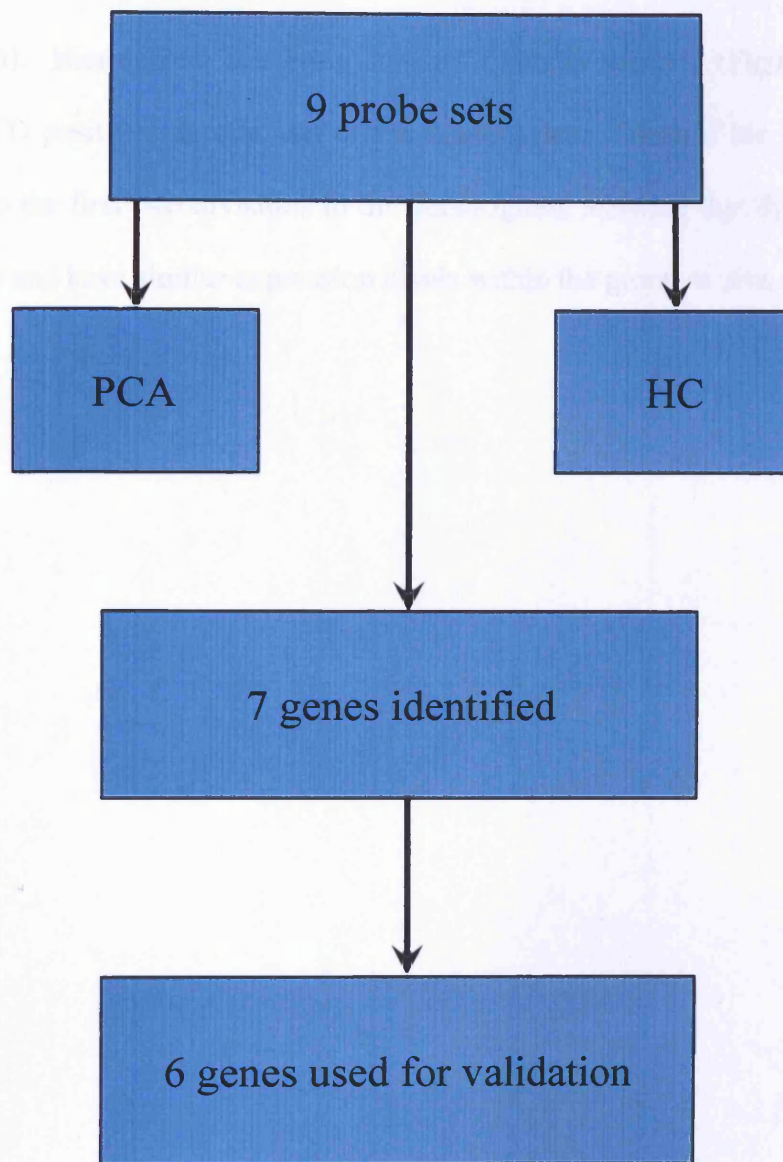 9 probe sets
PCA
HC
7 genes identified
6 genes used for validation